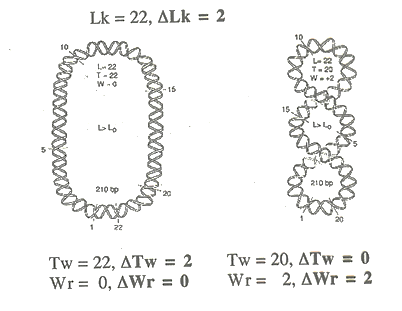 Lk = 22, ΔLk = 2
10
L=22
T=22
W=0
15
L>L₀
5
210 bp
20
1
22
L=22
T=20
W=+2
15
L>L₀
5
210 bp
1
20
Tw = 22, ΔTw = 2
Wr = 0, ΔWr = 0
Tw = 20, ΔTw = 0
Wr = 2, ΔWr = 2